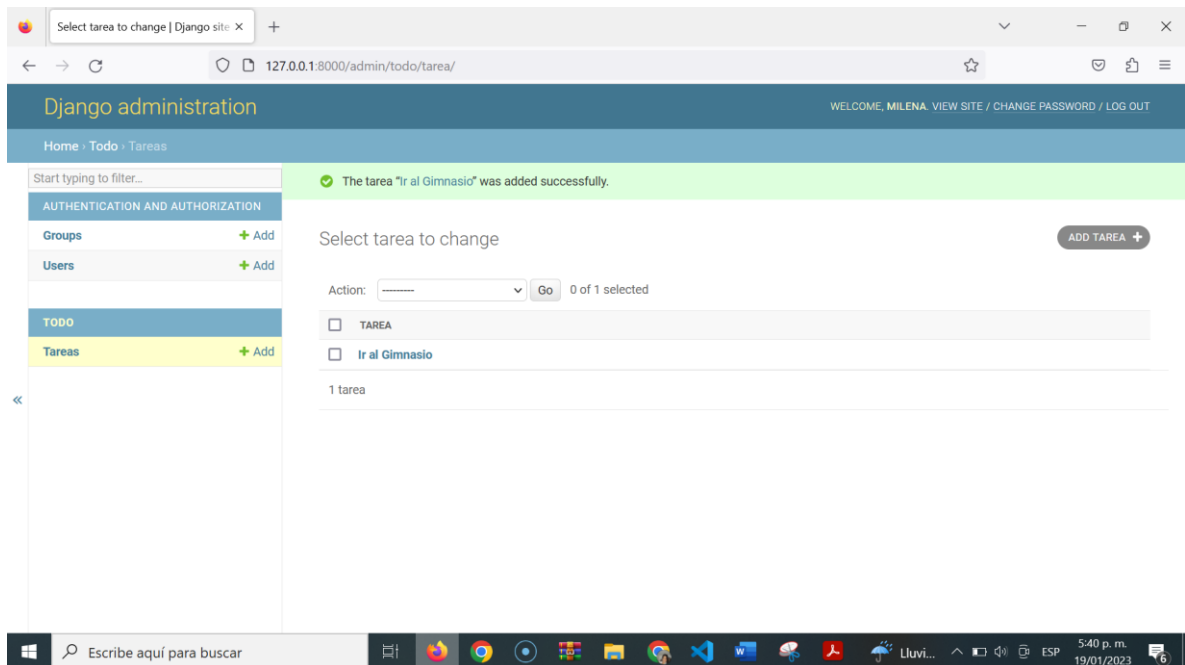 Select tarea to change | Django site
127.0.0.1:8000/admin/todo/tarea/
Django administration
WELCOME, MILENA. VIEW SITE / CHANGE PASSWORD / LOG OUT
Home › Todo › Tareas
Start typing to filter...
The tarea “Ir al Gimnasio” was added successfully.
AUTHENTICATION AND AUTHORIZATION
Groups + Add
Users + Add
Select tarea to change
ADD TAREA +
Action: --------- Go 0 of 1 selected
TODO
Tareas + Add
TAREA
Ir al Gimnasio
1 tarea
Escribe aquí para buscar
Lluvi...
ESP
5:40 p. m.
19/01/2023
6